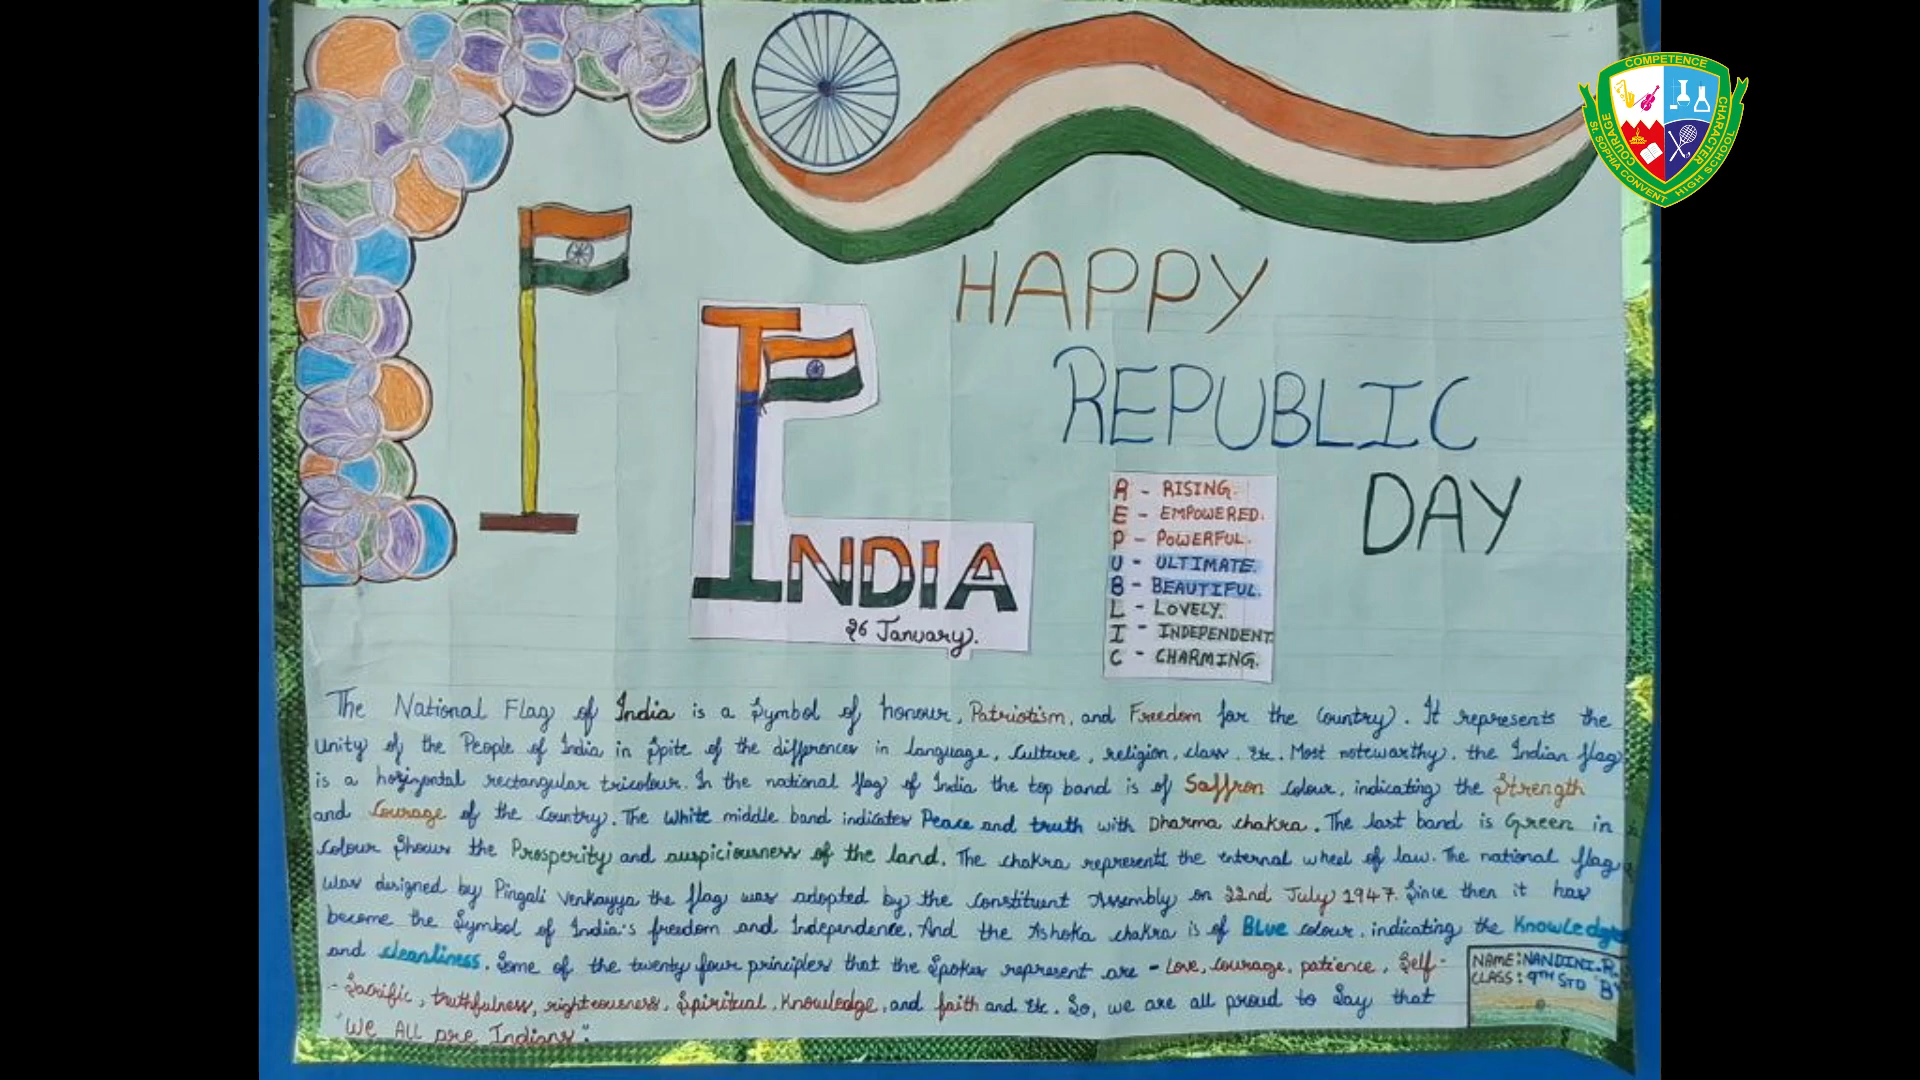 COMPETENCE
COURAGE
CHARACTER
St. SOPHIA CONVENT HIGH SCHOOL
HAPPY
REPUBLIC
DAY
INDIA
26 January.
R - RISING.
E - EMPOWERED.
P - POWERFUL.
U - ULTIMATE.
B - BEAUTIFUL.
L - LOVELY.
I - INDEPENDENT
C - CHARMING.
The National Flag of India is a Symbol of honour, Patriotism, and Freedom for the Country. It represents the
Unity of the People of India in Spite of the differences in language, Culture, religion, class, Etc. Most noteworthy, the Indian flag
is a horizontal rectangular tricolour. In the national flag of India the top band is of Saffron Colour, indicating the Strength
and Courage of the Country. The White middle band indicates Peace and truth with Dharma Chakra. The last band is Green in
Colour Shows the Prosperity and auspiciousness of the land. The chakra represents the enternal wheel of law. The national flag
was designed by Pingali Venkayya the flag was adopted by the Constituent Assembly on 22nd July 1947. Since then it has
become the Symbol of India's freedom and Independence. And the Ashoka chakra is of Blue colour, indicating the Knowledge
and cleanliness. Some of the twenty four principles that the Spokes represent are - Love, Courage, patience, Self-
- Sacrific, truthfulness, righteousness, Spiritual, Knowledge, and faith and Etc. So, we are all proud to Say that
"We All are Indians".
NAME: NANDINI.R.
CLASS: 9TH STD "B"